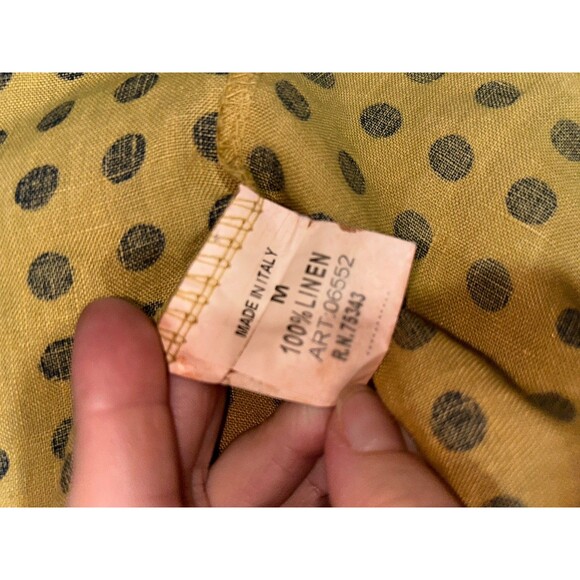 MADE IN ITALY
M
100% LINEN
ART-06552
R.N.75343